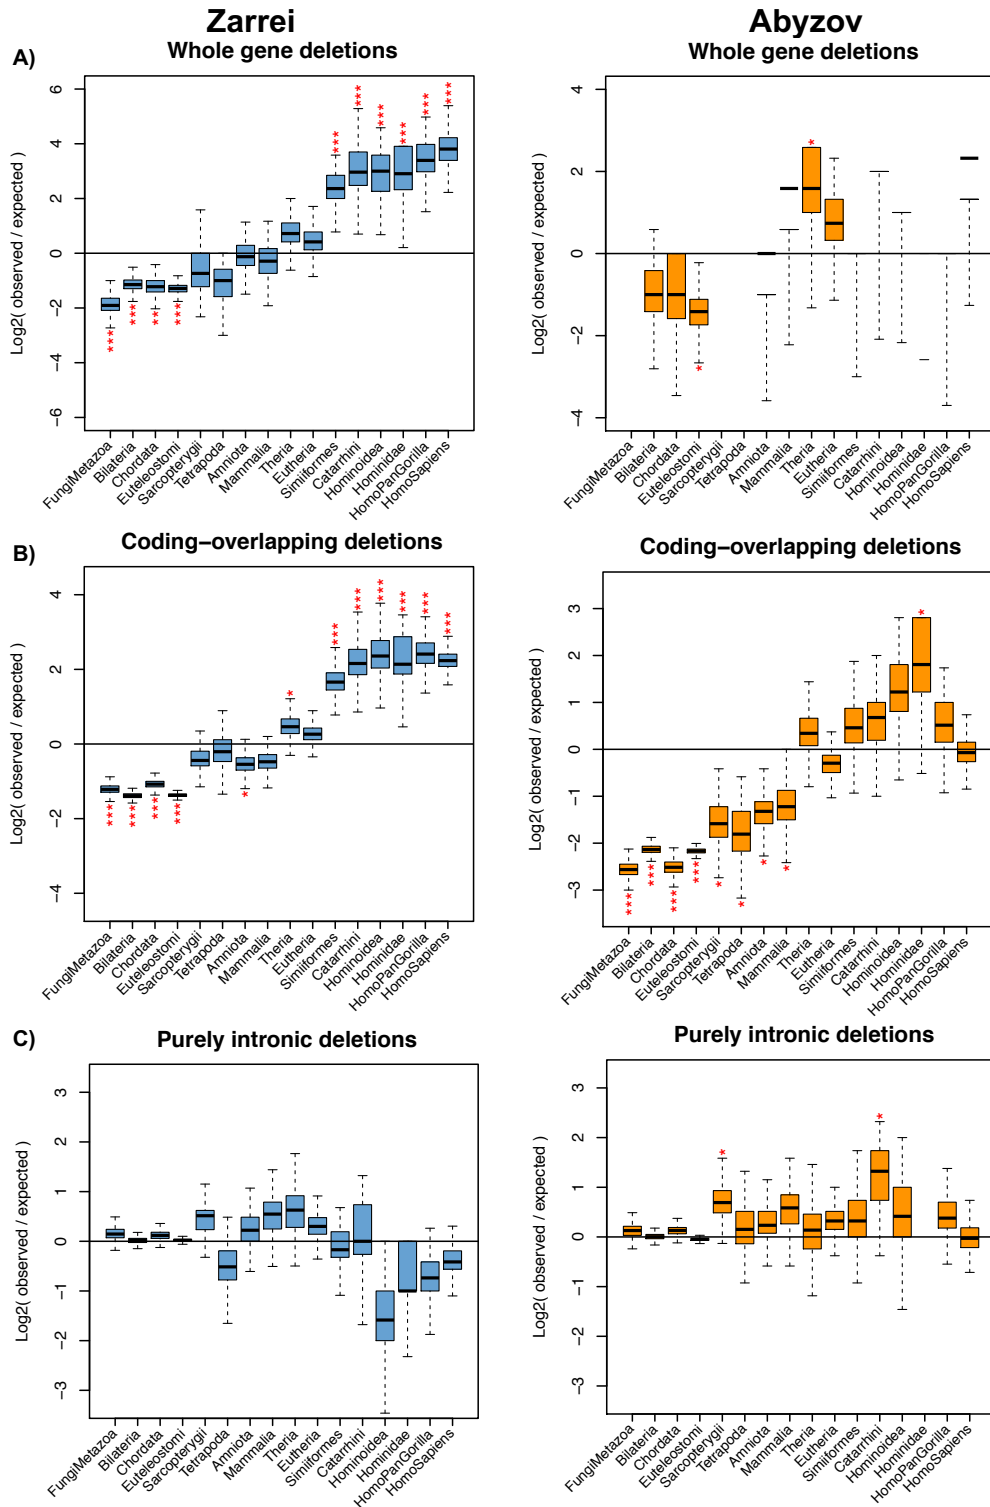 Zarrei
Abyzov
A)
Whole gene deletions
Whole gene deletions
Log2( observed / expected )
6
4
2
0
−2
−4
−6
***
***
**
***
***
***
***
***
***
***
FungiMetazoa
Bilateria
Chordata
Euteleostomi
Sarcopterygii
Tetrapoda
Amniota
Mammalia
Theria
Eutheria
Simiiformes
Catarrhini
Hominoidea
Hominidae
HomoPanGorilla
HomoSapiens
Log2( observed / expected )
4
2
0
−2
−4
*
*
FungiMetazoa
Bilateria
Chordata
Euteleostomi
Sarcopterygii
Tetrapoda
Amniota
Mammalia
Theria
Eutheria
Simiiformes
Catarrhini
Hominoidea
Hominidae
HomoPanGorilla
HomoSapiens
B)
Coding−overlapping deletions
Coding−overlapping deletions
Log2( observed / expected )
4
2
0
−2
−4
***
***
***
***
*
*
***
***
***
***
***
***
FungiMetazoa
Bilateria
Chordata
Euteleostomi
Sarcopterygii
Tetrapoda
Amniota
Mammalia
Theria
Eutheria
Simiiformes
Catarrhini
Hominoidea
Hominidae
HomoPanGorilla
HomoSapiens
Log2( observed / expected )
3
2
1
0
−1
−2
−3
***
***
***
***
*
*
*
*
*
FungiMetazoa
Bilateria
Chordata
Euteleostomi
Sarcopterygii
Tetrapoda
Amniota
Mammalia
Theria
Eutheria
Simiiformes
Catarrhini
Hominoidea
Hominidae
HomoPanGorilla
HomoSapiens
C)
Purely intronic deletions
Purely intronic deletions
Log2( observed / expected )
3
2
1
0
−1
−2
−3
FungiMetazoa
Bilateria
Chordata
Euteleostomi
Sarcopterygii
Tetrapoda
Amniota
Mammalia
Theria
Eutheria
Simiiformes
Catarrhini
Hominoidea
Hominidae
HomoPanGorilla
HomoSapiens
Log2( observed / expected )
3
2
1
0
−1
−2
−3
*
*
FungiMetazoa
Bilateria
Chordata
Euteleostomi
Sarcopterygii
Tetrapoda
Amniota
Mammalia
Theria
Eutheria
Simiiformes
Catarrhini
Hominoidea
Hominidae
HomoPanGorilla
HomoSapiens